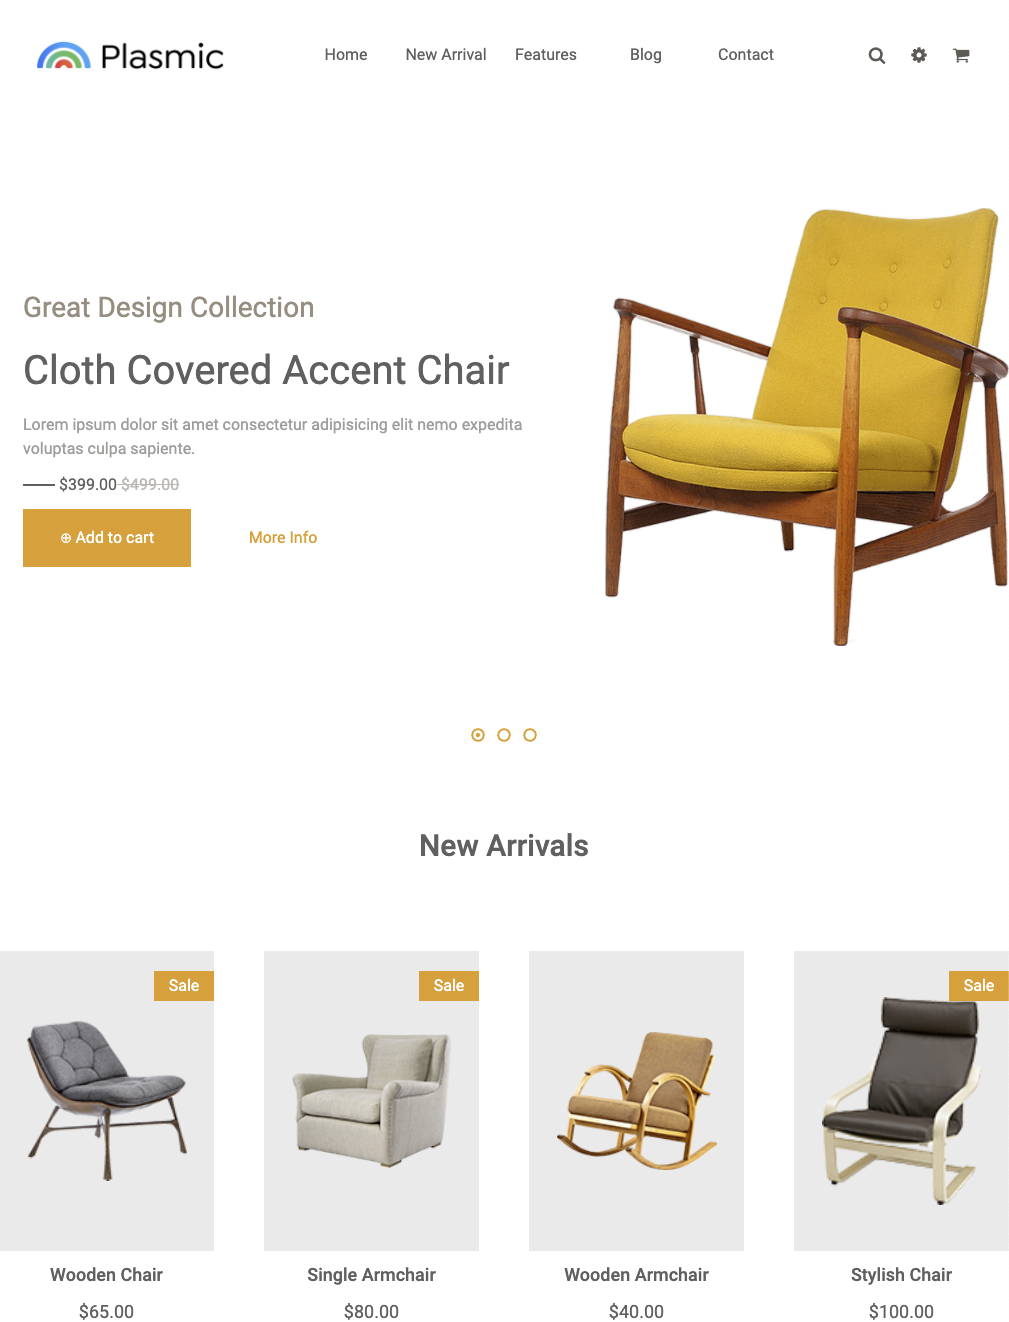 Plasmic
Home New Arrival Features Blog Contact
Great Design Collection
Cloth Covered Accent Chair
Lorem ipsum dolor sit amet consectetur adipisicing elit nemo expedita
voluptas culpa sapiente.
$399.00 $499.00
⊕ Add to cart More Info
New Arrivals
Sale Sale Sale
Wooden Chair Single Armchair Wooden Armchair Stylish Chair
$65.00 $80.00 $40.00 $100.00